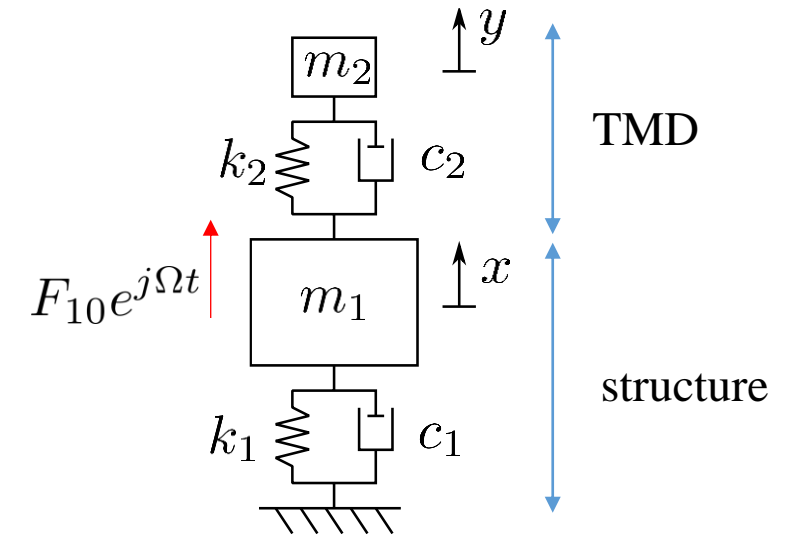 m₂
y
TMD
k₂
c₂
F₁₀e^{jΩt}
m₁
x
structure
k₁
c₁